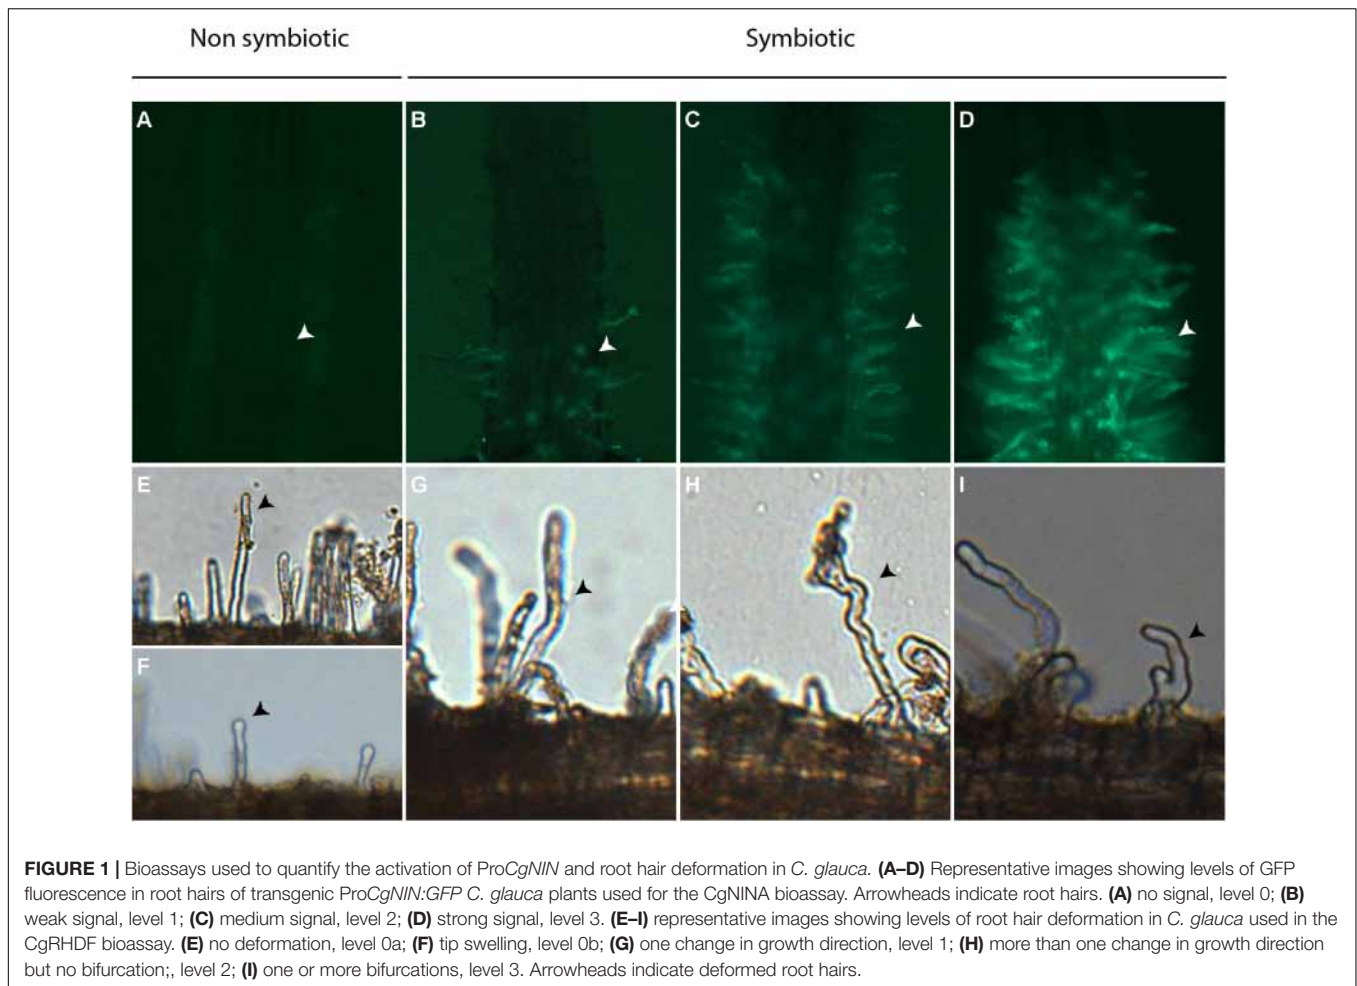 Non symbiotic
Symbiotic
A
B
C
D
E
F
G
H
I
FIGURE 1 | Bioassays used to quantify the activation of ProCgNIN and root hair deformation in C. glauca. (A–D) Representative images showing levels of GFP
fluorescence in root hairs of transgenic ProCgNIN:GFP C. glauca plants used for the CgNINA bioassay. Arrowheads indicate root hairs. (A) no signal, level 0; (B)
weak signal, level 1; (C) medium signal, level 2; (D) strong signal, level 3. (E–I) representative images showing levels of root hair deformation in C. glauca used in the
CgRHDF bioassay. (E) no deformation, level 0a; (F) tip swelling, level 0b; (G) one change in growth direction, level 1; (H) more than one change in growth direction
but no bifurcation;, level 2; (I) one or more bifurcations, level 3. Arrowheads indicate deformed root hairs.